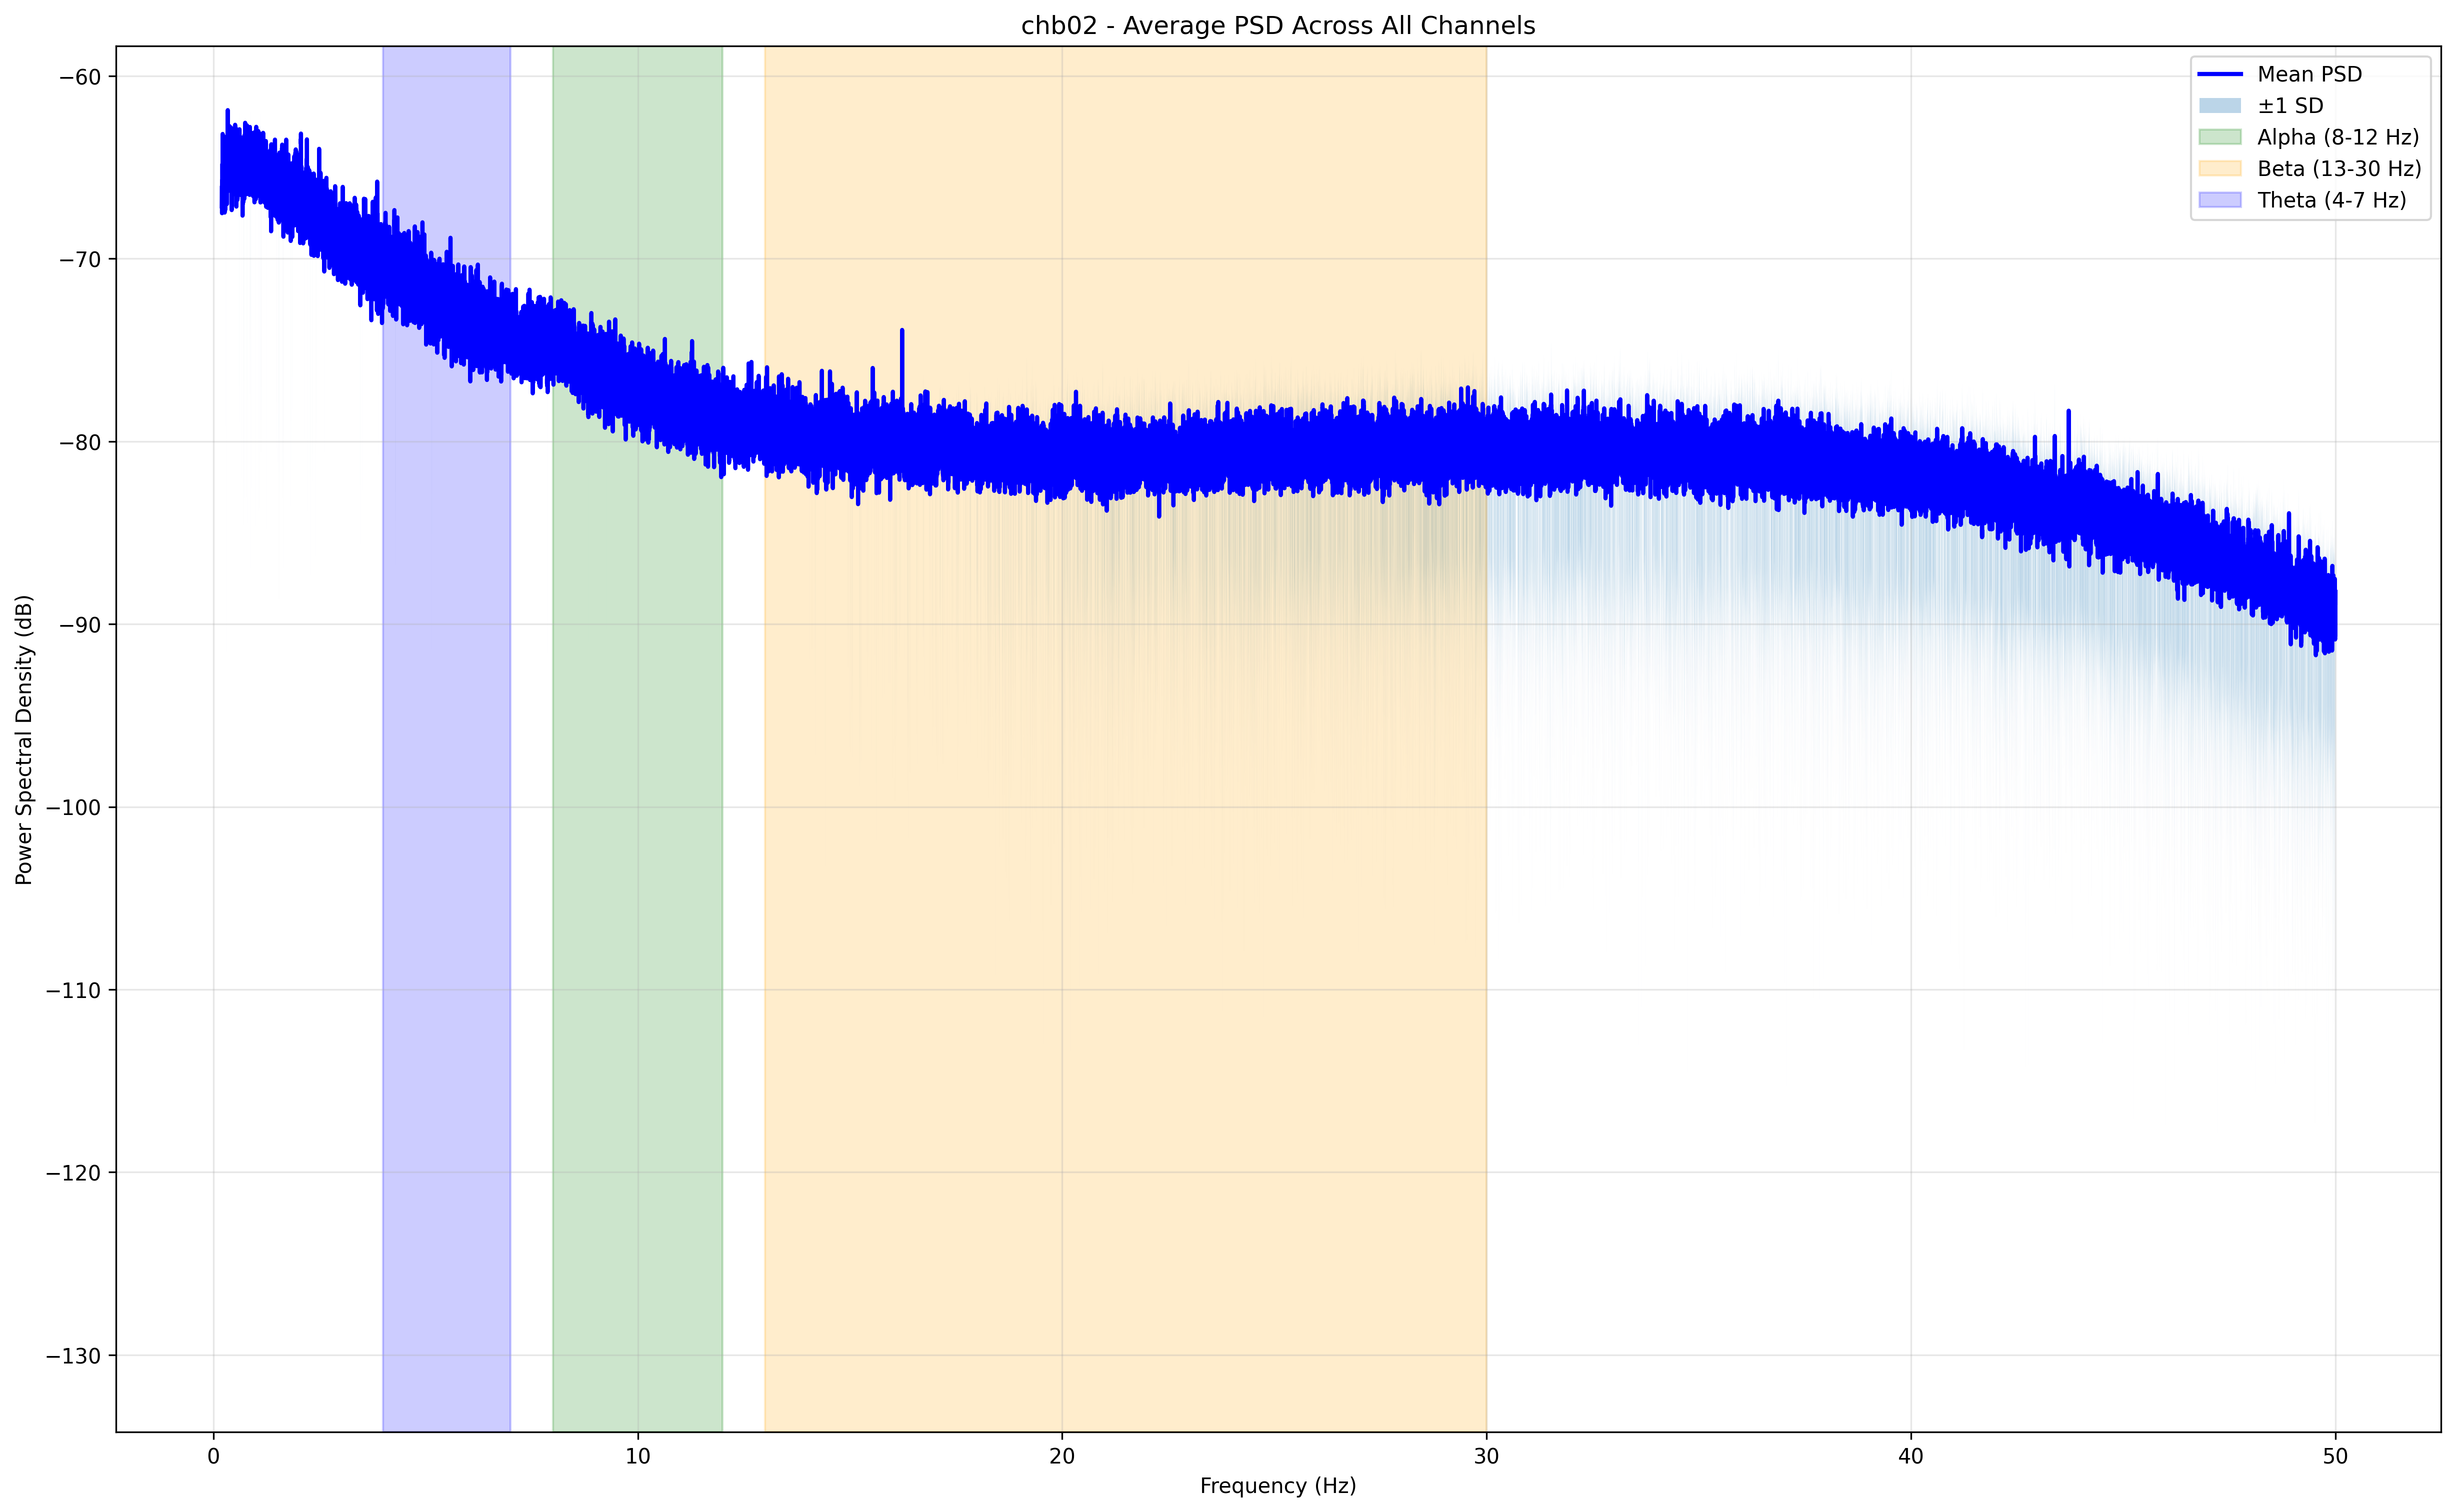 chb02 - Average PSD Across All Channels
Mean PSD
±1 SD
Alpha (8-12 Hz)
Beta (13-30 Hz)
Theta (4-7 Hz)
Power Spectral Density (dB)
−60
−70
−80
−90
−100
−110
−120
−130
0 10 20 30 40 50
Frequency (Hz)